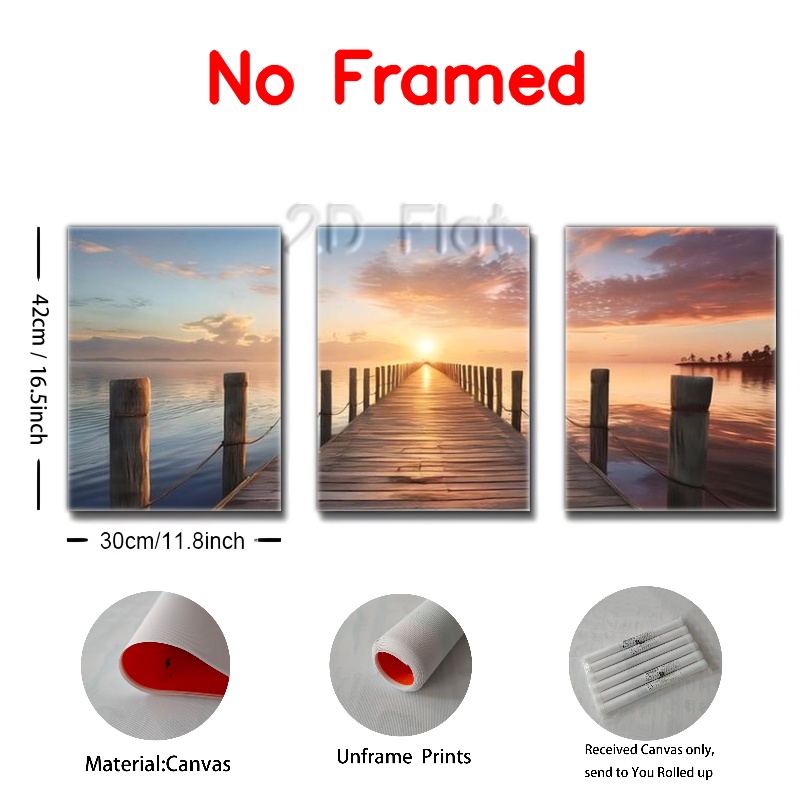 No Framed
2D Flat
42cm / 16.5inch
30cm/11.8inch
Material:Canvas
Unframe Prints
Received Canvas only,
send to You Rolled up